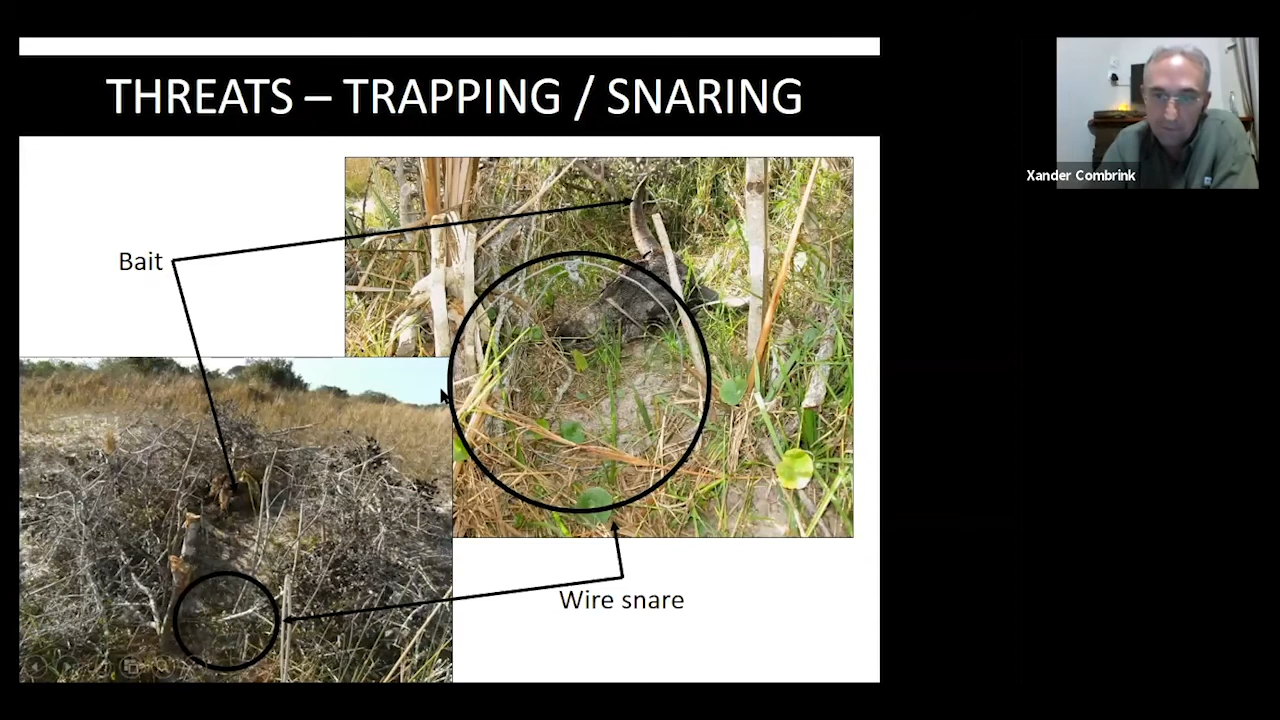 THREATS – TRAPPING / SNARING
Xander Combrink
Bait
Wire snare